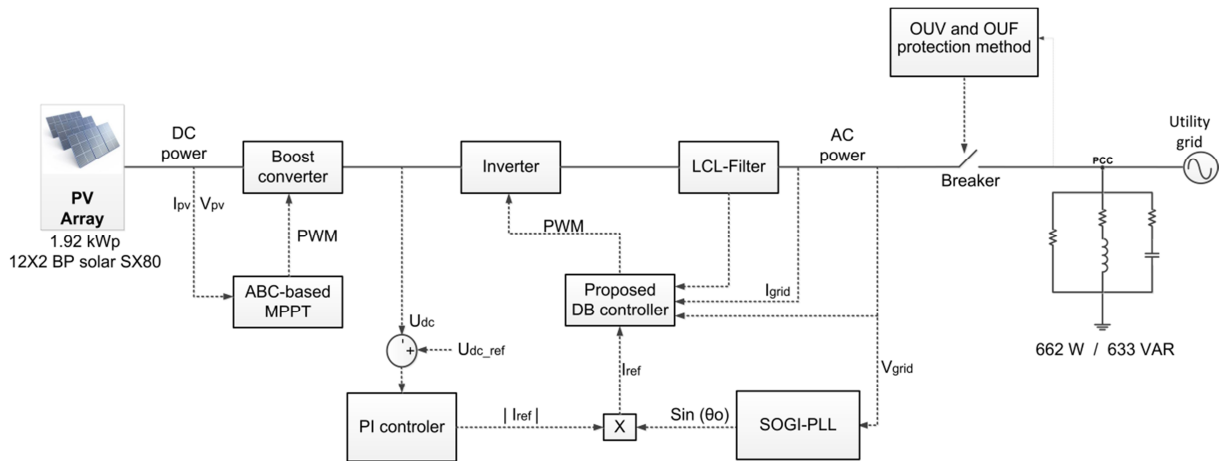 OUV and OUF
protection method
DC
power
Boost
converter
Inverter
LCL-Filter
AC
power
Breaker
PCC
Utility
grid
PV
Array
1.92 kWp
12X2 BP solar SX80
Ipv
Vpv
PWM
ABC-based
MPPT
PWM
Proposed
DB controller
Igrid
Udc
- +
Udc_ref
Iref
Vgrid
662 W / 633 VAR
PI controler
| Iref |
X
Sin (θo)
SOGI-PLL